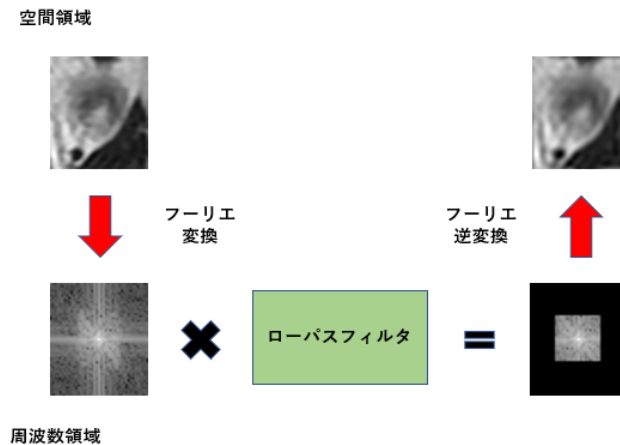 空間領域
フーリエ
変換
フーリエ
逆変換
ローパスフィルタ
周波数領域